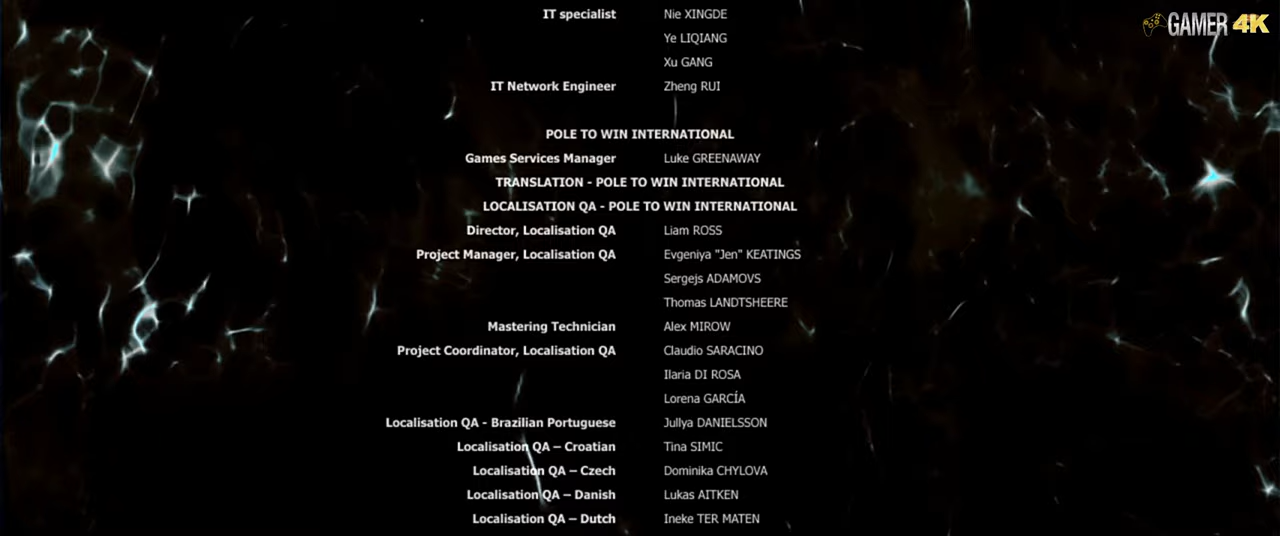 IT specialist Nie XINGDE
GAMER 4K
Ye LIQIANG
Xu GANG
IT Network Engineer Zheng RUI
POLE TO WIN INTERNATIONAL
Games Services Manager Luke GREENAWAY
TRANSLATION - POLE TO WIN INTERNATIONAL
LOCALISATION QA - POLE TO WIN INTERNATIONAL
Director, Localisation QA Liam ROSS
Project Manager, Localisation QA Evgeniya "Jen" KEATINGS
Sergejs ADAMOVS
Thomas LANDTSHEERE
Mastering Technician Alex MIROW
Project Coordinator, Localisation QA Claudio SARACINO
Ilaria DI ROSA
Lorena GARCÍA
Localisation QA - Brazilian Portuguese Jullya DANIELSSON
Localisation QA – Croatian Tina SIMIC
Localisation QA – Czech Dominika CHYLOVA
Localisation QA – Danish Lukas AITKEN
Localisation QA – Dutch Ineke TER MATEN